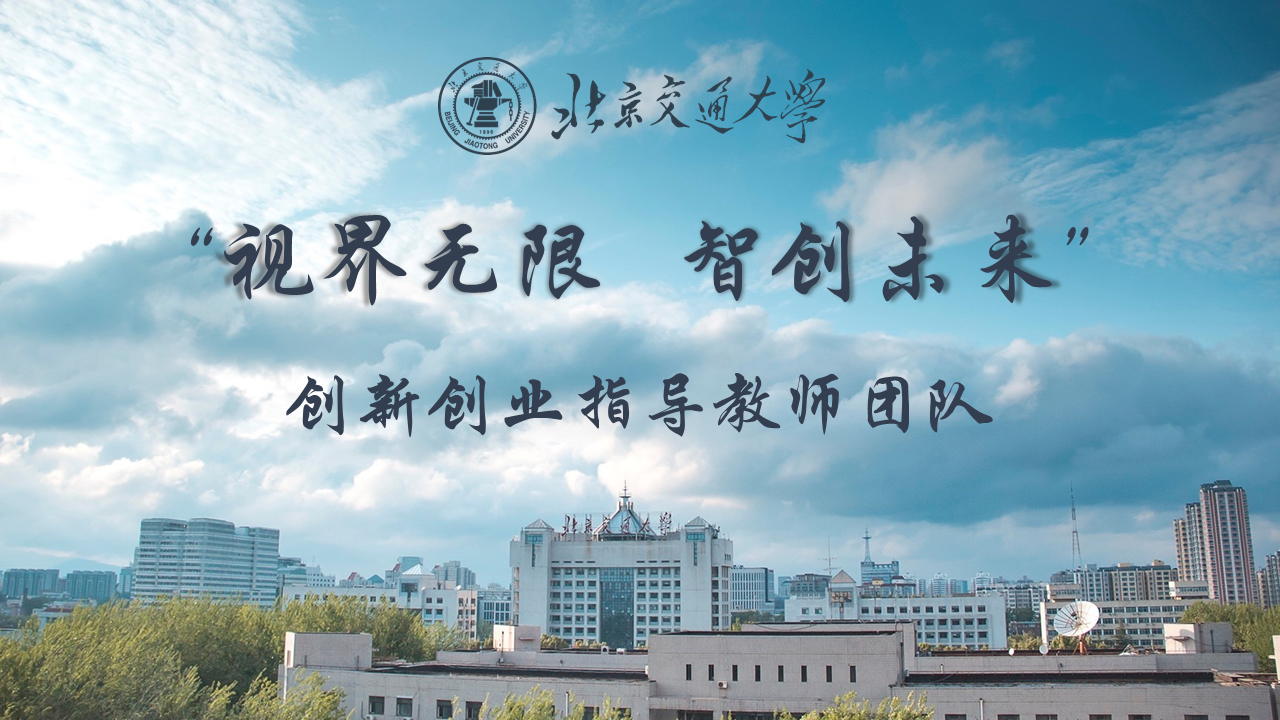 北京交通大学
BEIJING JIAOTONG UNIVERSITY
1896
北京交通大學
“视界无限 智创未来”
创新创业指导教师团队
北京交通大学